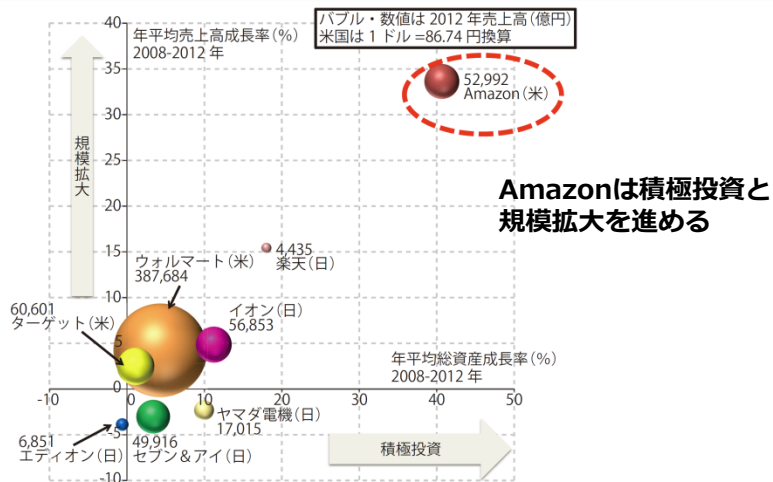 40
35
30
25
20
15
10
5
0
-5
-10
-10
0
10
20
30
40
50
年平均売上高成長率(%)
2008-2012 年
バブル・数値は 2012 年売上高(億円)
米国は 1 ドル =86.74 円換算
規模拡大
52,992
Amazon(米)
Amazonは積極投資と
規模拡大を進める
4,435
楽天(日)
ウォルマート(米)
387,684
60,601
ターゲット(米)
イオン(日)
56,853
年平均総資産成長率(%)
2008-2012 年
ヤマダ電機(日)
17,015
6,851
エディオン(日)
49,916
セブン&アイ(日)
積極投資